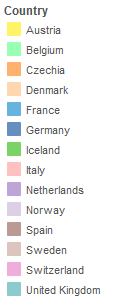 Country
Austria
Belgium
Czechia
Denmark
France
Germany
Iceland
Italy
Netherlands
Norway
Spain
Sweden
Switzerland
United Kingdom